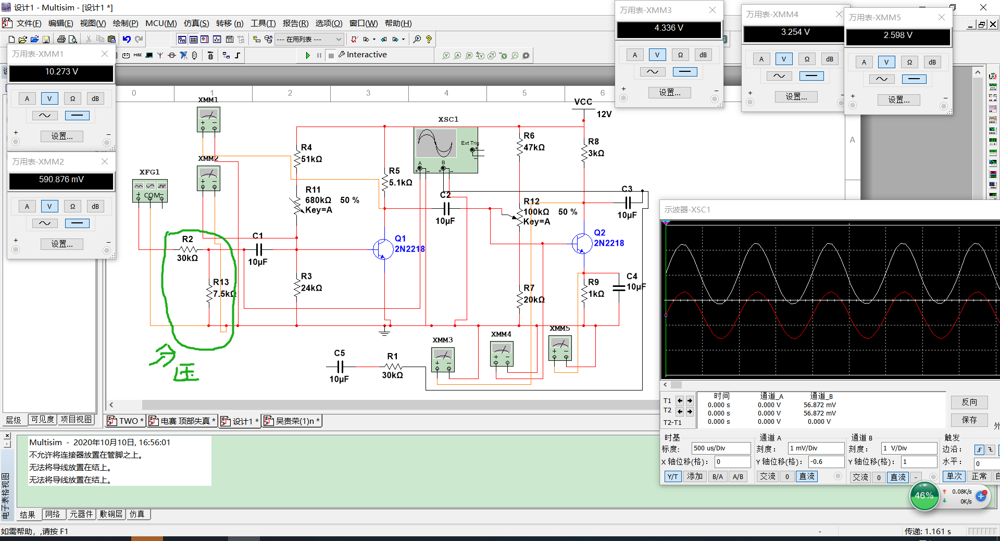 设计1 - Multisim - [设计1 *]
文件(F) 编辑(E) 视图(V) 绘制(P) MCU(M) 仿真(S) 转移 (n) 工具(T) 报告(R) 选项(O) 窗口(W) 帮助(H)
--- 在用列表 ---
MISC
Interactive
万用表-XMM1
10.273 V
A V Ω dB
+ 设置... −
万用表-XMM2
590.876 mV
A V Ω dB
+ 设置... −
万用表-XMM3
4.336 V
A V Ω dB
+ 设置... −
万用表-XMM4
3.254 V
A V Ω dB
+ 设置... −
万用表-XMM5
2.598 V
A V Ω dB
+ 设置... −
0 1 2 3 4 5 6
A
XMM1
XMM2
XFG1
COM
R2
30kΩ
R13
7.5kΩ
C1
10µF
R4
51kΩ
R11
680kΩ 50 %
Key=A
R3
24kΩ
R5
5.1kΩ
Q1
2N2218
XSC1
Ext Trig
A B
C2
10µF
R6
47kΩ
R12
100kΩ 50 %
Key=A
R7
20kΩ
VCC
12V
R8
3kΩ
C3
10µF
Q2
2N2218
R9
1kΩ
C4
10µF
XMM3
XMM4
XMM5
C5
10µF
R1
30kΩ
分
压
层级 可见度 项目视图
TWO * 电赛 顶部失真 * 设计1 * 吴贵荣(1)n *
示波器-XSC1
时间 通道_A 通道_B
T1 0.000 s 0.000 V 56.872 mV
T2 0.000 s 0.000 V 56.872 mV
T2-T1 0.000 s 0.000 V 0.000 V
反向
保存
外
时基 通道 A 通道 B 触发
标度: 500 us/Div 刻度: 1 mV/Div 刻度: 1 V/Div 边沿:
X 轴位移(格): 0 Y 轴位移(格): -0.6 Y 轴位移(格): 1 水平: 0
Y/T 添加 B/A A/B 交流 0 直流 交流 0 直流 - 单次 正常
电子表格视图
Multisim - 2020年10月10日, 16:56:01
不允许将连接器放置在管脚之上。
无法将导线放置在结上。
无法将导线放置在结上。
46% 0.08K/s
0K/s
结果 网络 元器件 敷铜层 仿真
如需帮助，,请按 F1
- 传递: 1.161 s